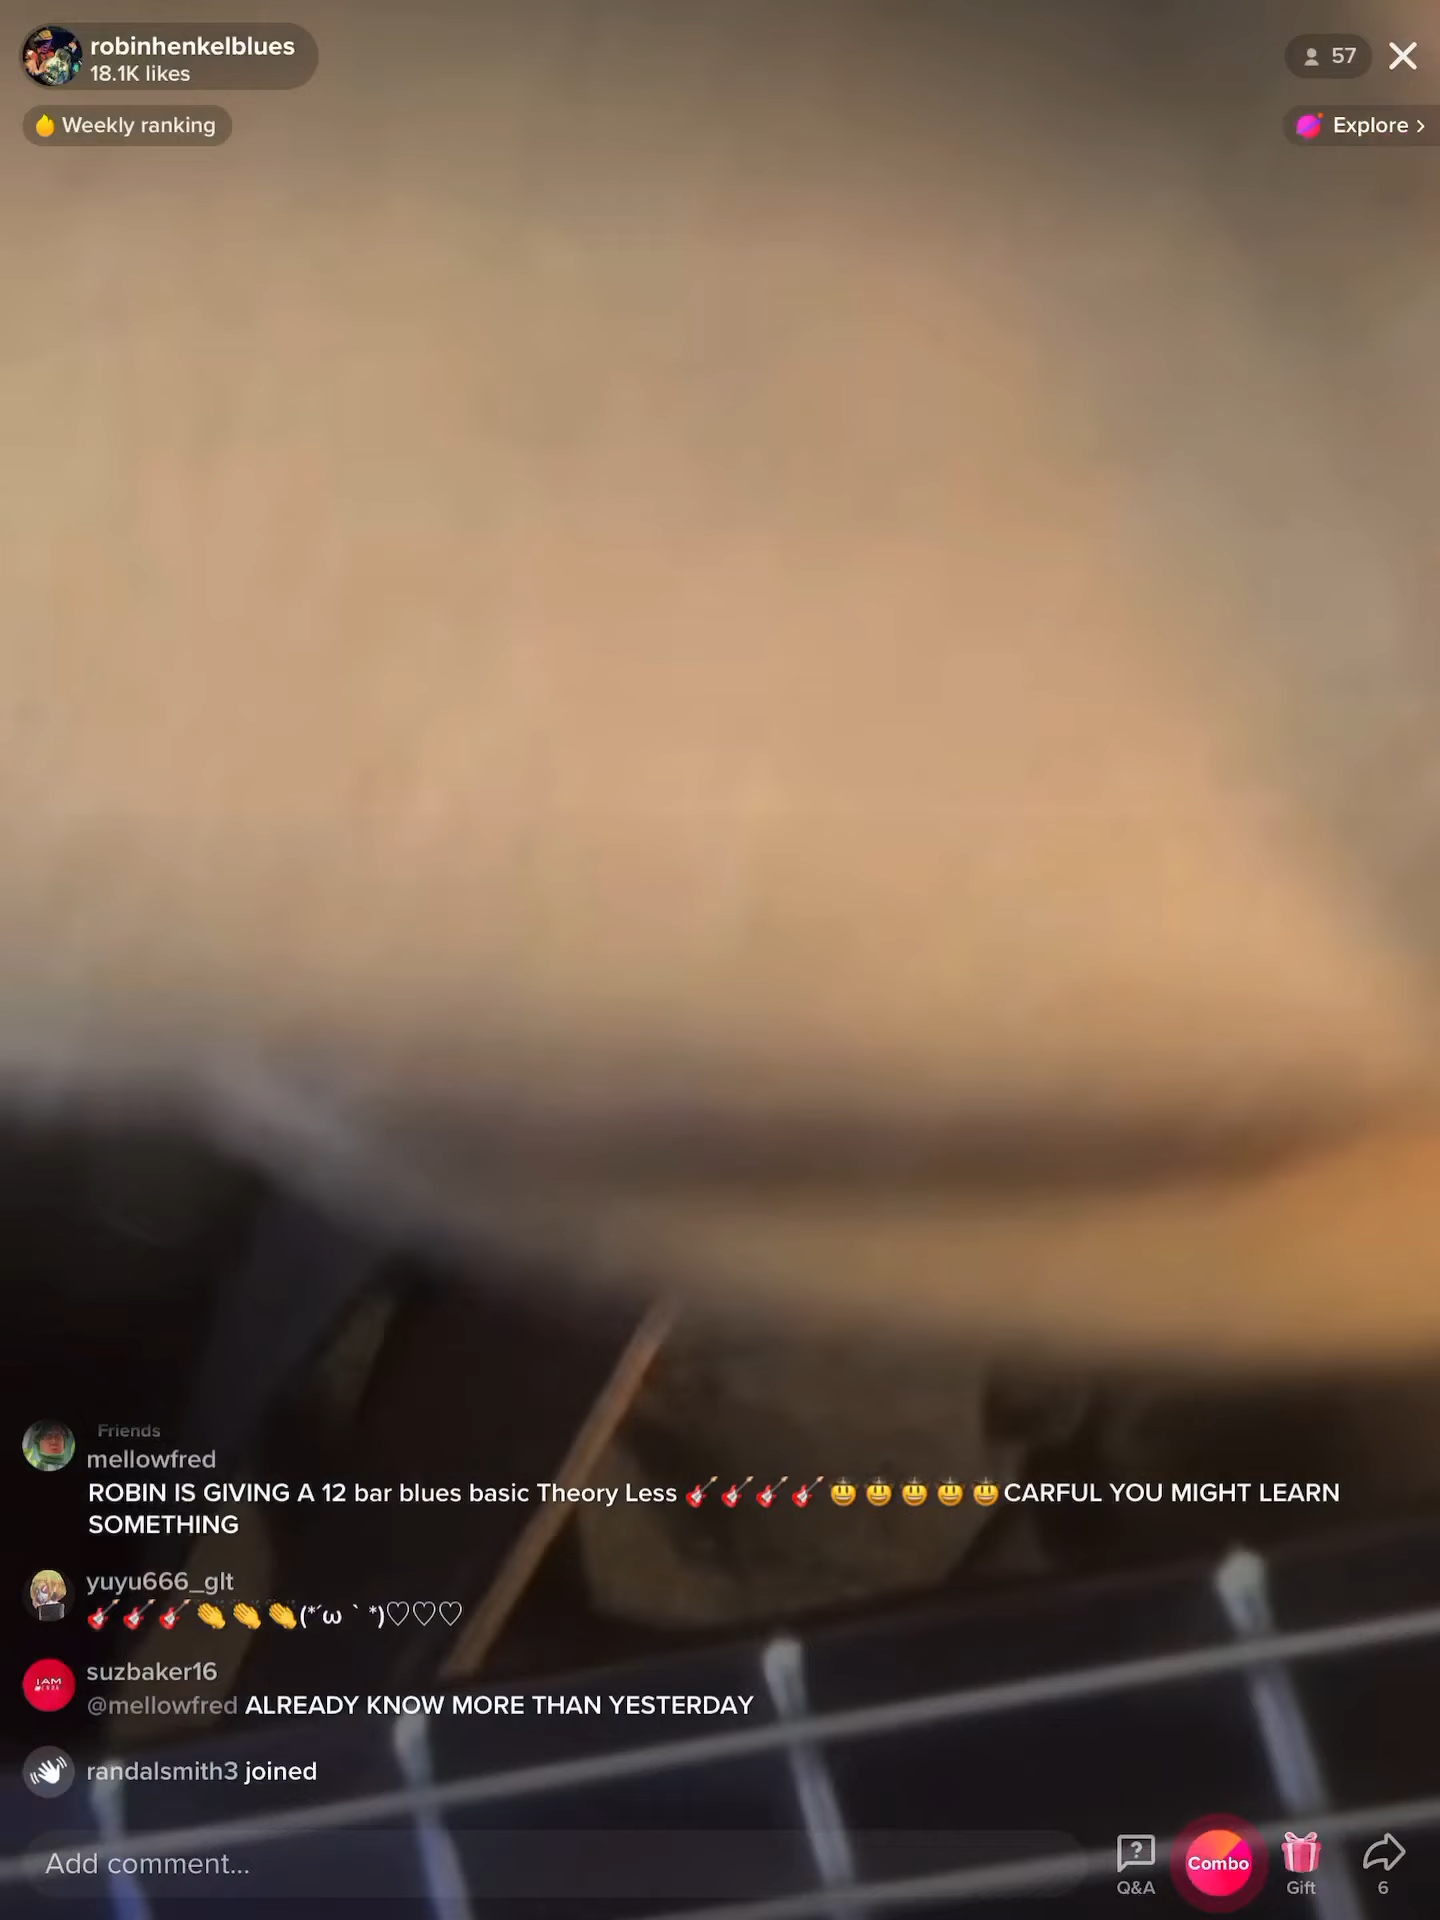 robinhenkelblues
18.1K likes
57
Weekly ranking
Explore >
Friends
mellowfred
ROBIN IS GIVING A 12 bar blues basic Theory Less 🎸🎸🎸🎸🤠🤠🤠🤠🤠CARFUL YOU MIGHT LEARN
SOMETHING
yuyu666_glt
🎸🎸🎸👏👏👏(*´ω｀*)♡♡♡
I AM
suzbaker16
@mellowfred ALREADY KNOW MORE THAN YESTERDAY
randalsmith3 joined
Add comment...
Q&A
Combo
Gift
6